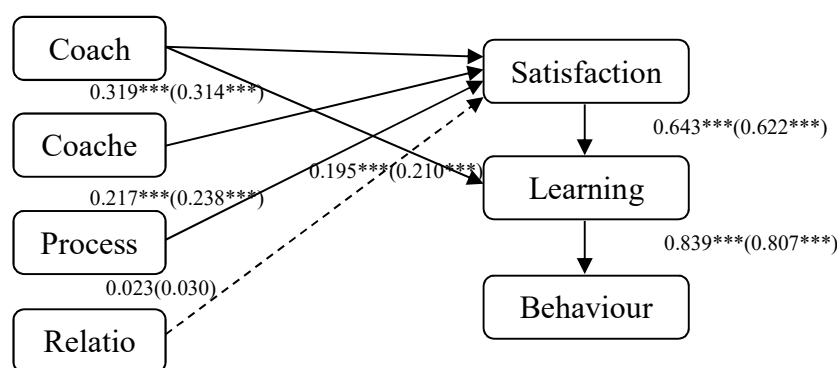 Coach
Satisfaction
0.319***(0.314***)
Coache
0.643***(0.622***)
0.195***(0.210***)
Learning
0.217***(0.238***)
Process
0.839***(0.807***)
0.023(0.030)
Behaviour
Relatio